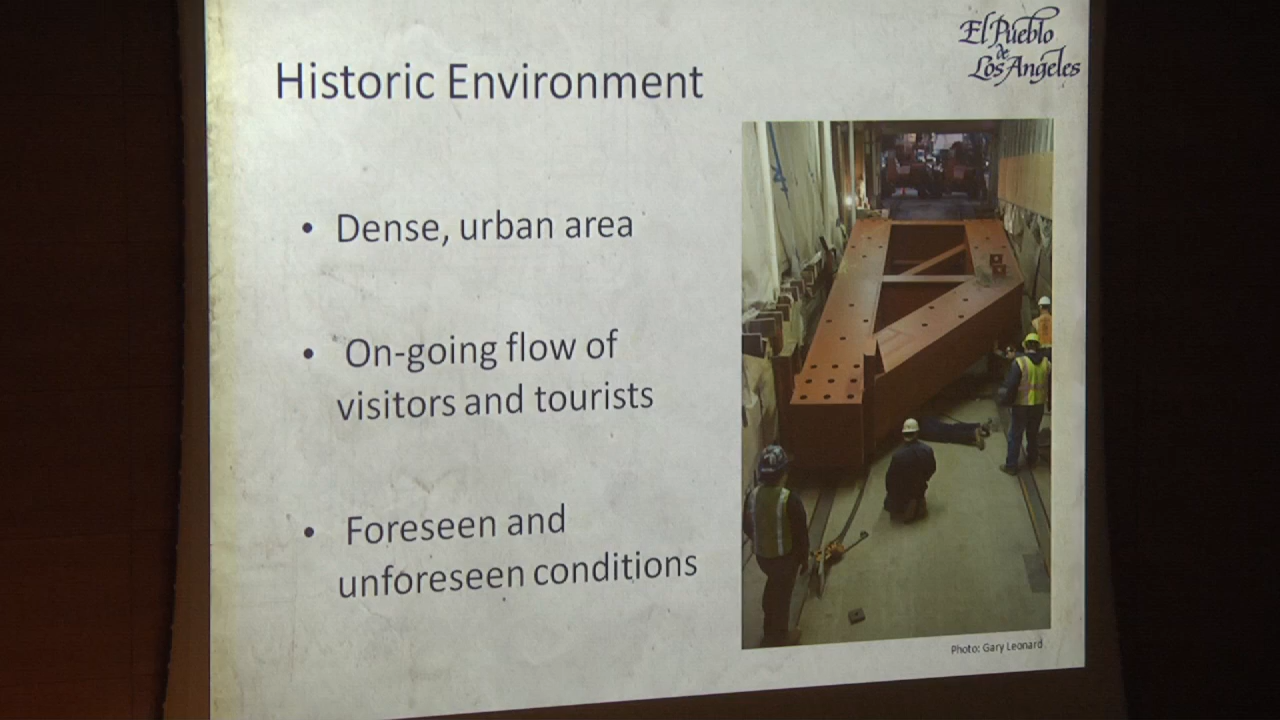 El Pueblo
de
Los Angeles
Historic Environment
• Dense, urban area
• On-going flow of
visitors and tourists
• Foreseen and
unforeseen conditions
Photo: Gary Leonard